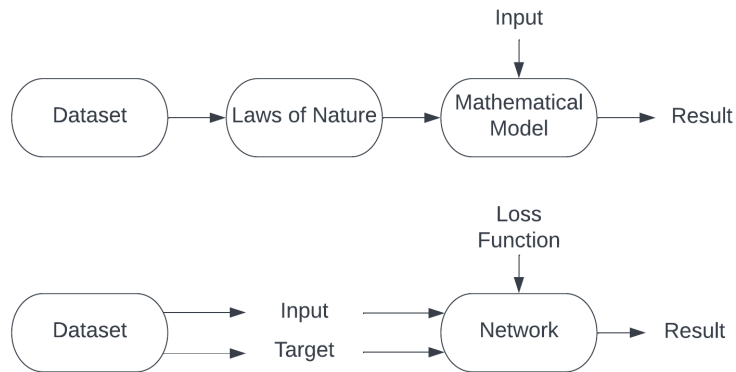 Input
Dataset
Laws of Nature
Mathematical
Model
Result
Loss
Function
Dataset
Input
Target
Network
Result